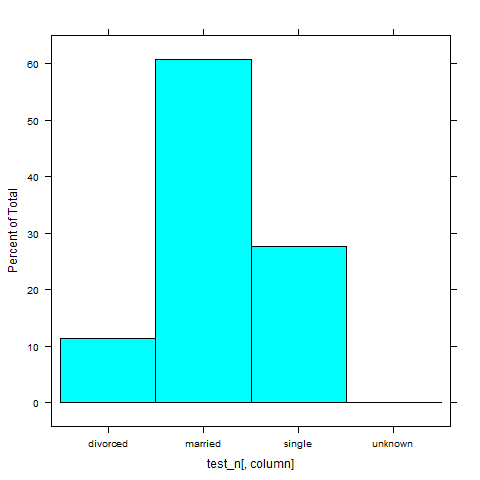 Percent of Total
60
50
40
30
20
10
0
divorced married single unknown
test_n[, column]